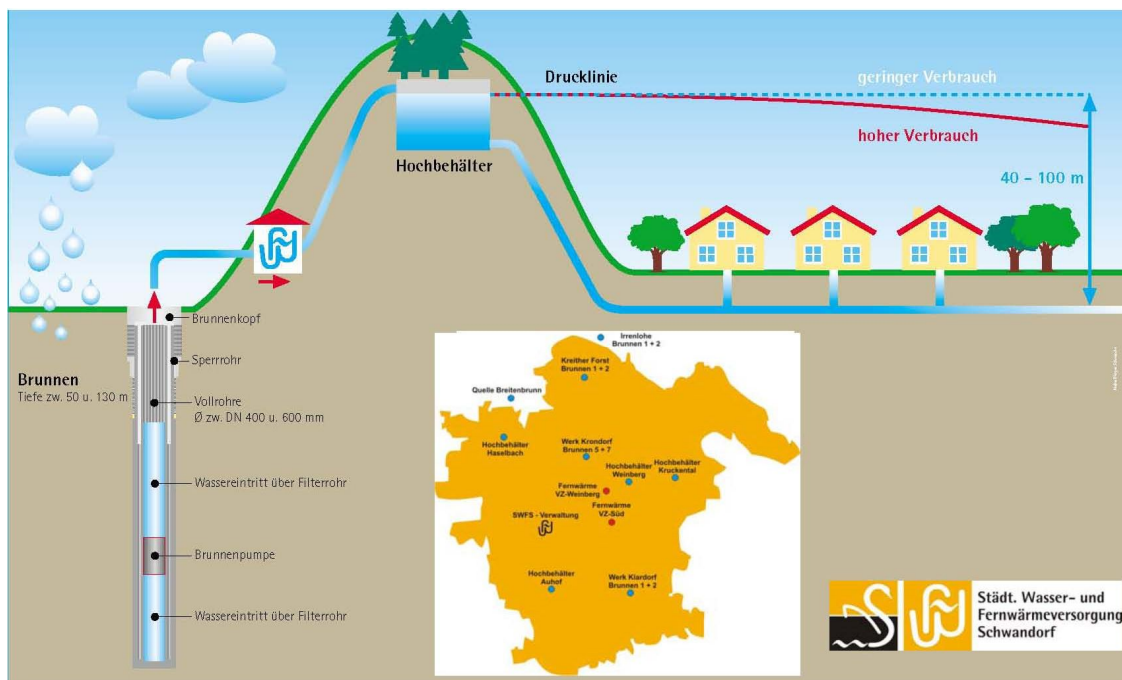 Drucklinie
geringer Verbrauch
hoher Verbrauch
Hochbehälter
40 – 100 m
Brunnenkopf
Sperrrohr
Brunnen
Tiefe zw. 50 u. 130 m
Vollrohre
Ø zw. DN 400 u. 600 mm
Wassereintritt über Filterrohr
Brunnenpumpe
Wassereintritt über Filterrohr
Irrenlohe
Brunnen 1 + 2
Kreither Forst
Brunnen 1 + 2
Quelle Breitenbrunn
Hochbehälter
Haselbach
Werk Krondorf
Brunnen 5 + 7
Hochbehälter
Weinberg
Hochbehälter
Kruckental
Fernwärme
VZ-Weinberg
Fernwärme
VZ-Süd
SWFS - Verwaltung
Hochbehälter
Auhof
Werk Klardorf
Brunnen 1 + 2
Städt. Wasser- und
Fernwärmeversorgung
Schwandorf